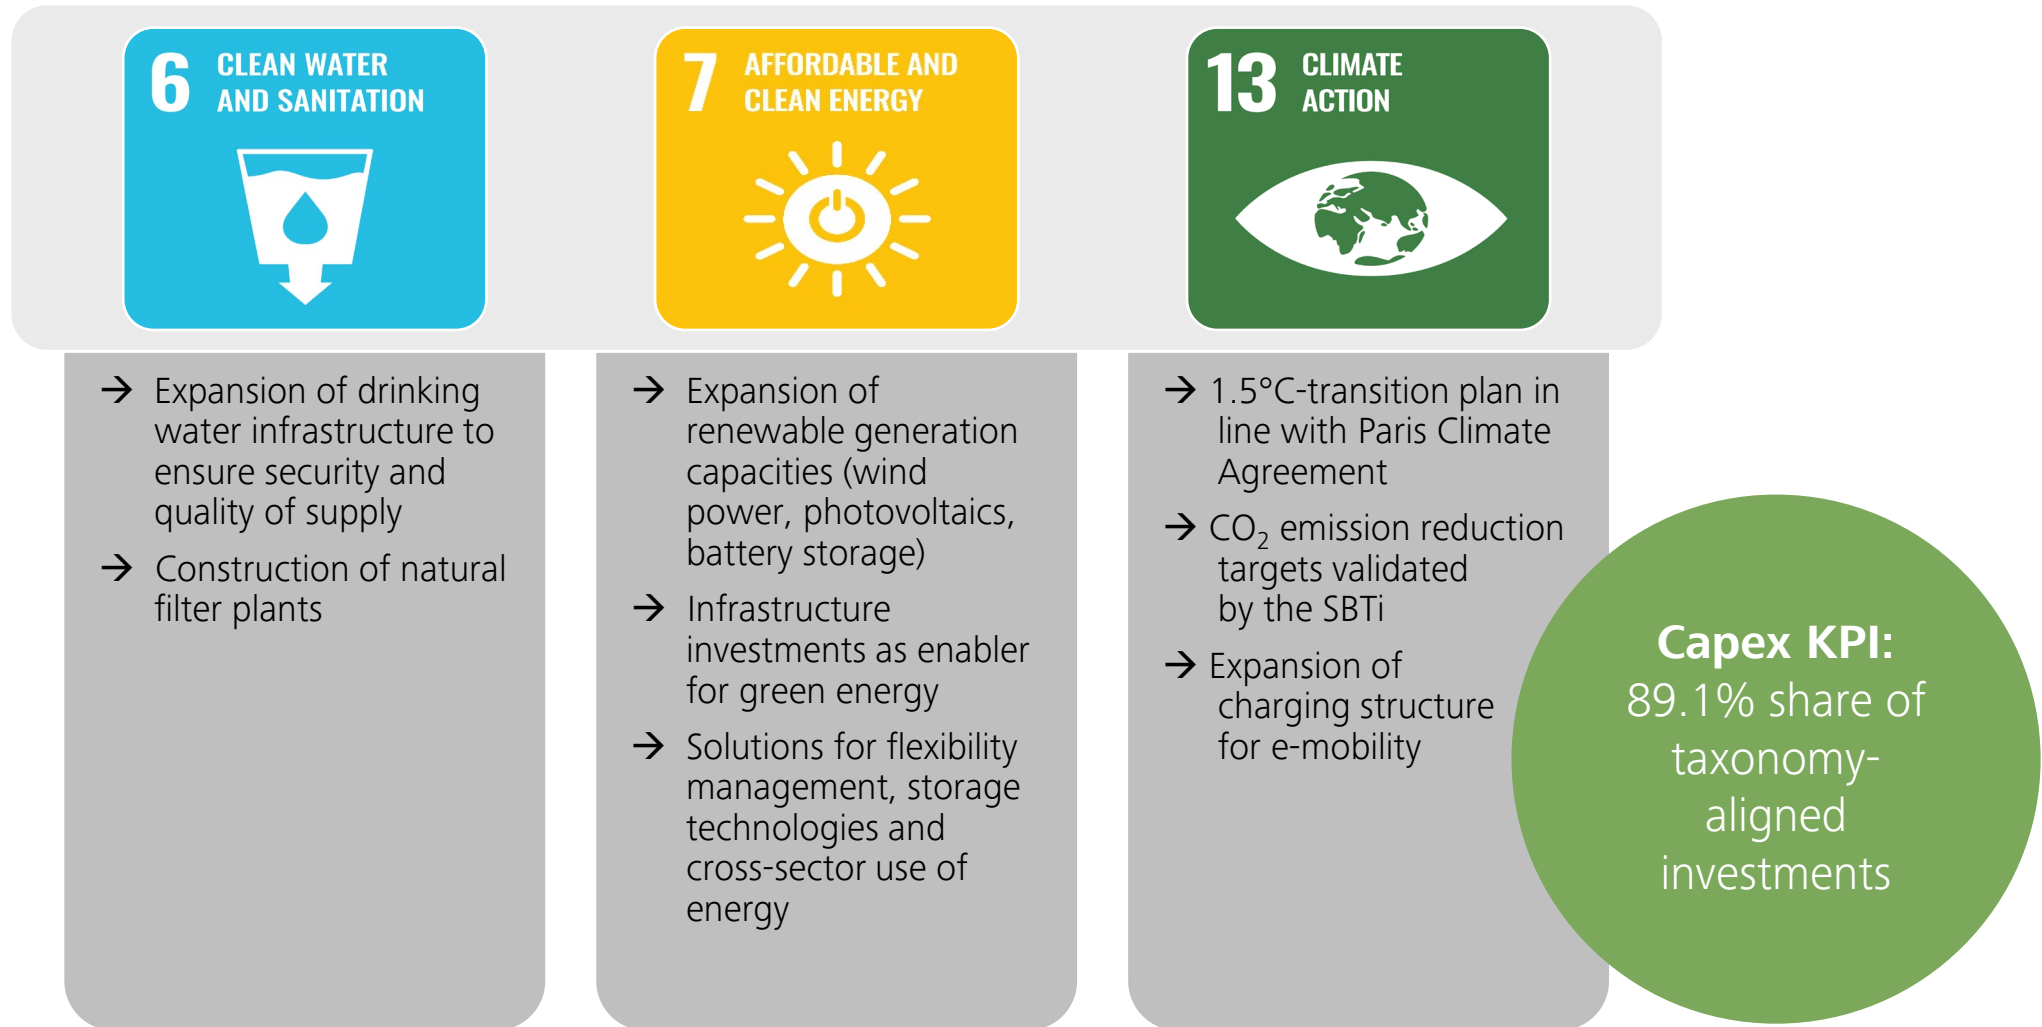 6 CLEAN WATER
AND SANITATION
→ Expansion of drinking
water infrastructure to
ensure security and
quality of supply
→ Construction of natural
filter plants
7 AFFORDABLE AND
CLEAN ENERGY
→ Expansion of
renewable generation
capacities (wind
power, photovoltaics,
battery storage)
→ Infrastructure
investments as enabler
for green energy
→ Solutions for flexibility
management, storage
technologies and
cross-sector use of
energy
13 CLIMATE
ACTION
→ 1.5°C-transition plan in
line with Paris Climate
Agreement
→ CO₂ emission reduction
targets validated
by the SBTi
→ Expansion of
charging structure
for e-mobility
Capex KPI:
89.1% share of
taxonomy-
aligned
investments